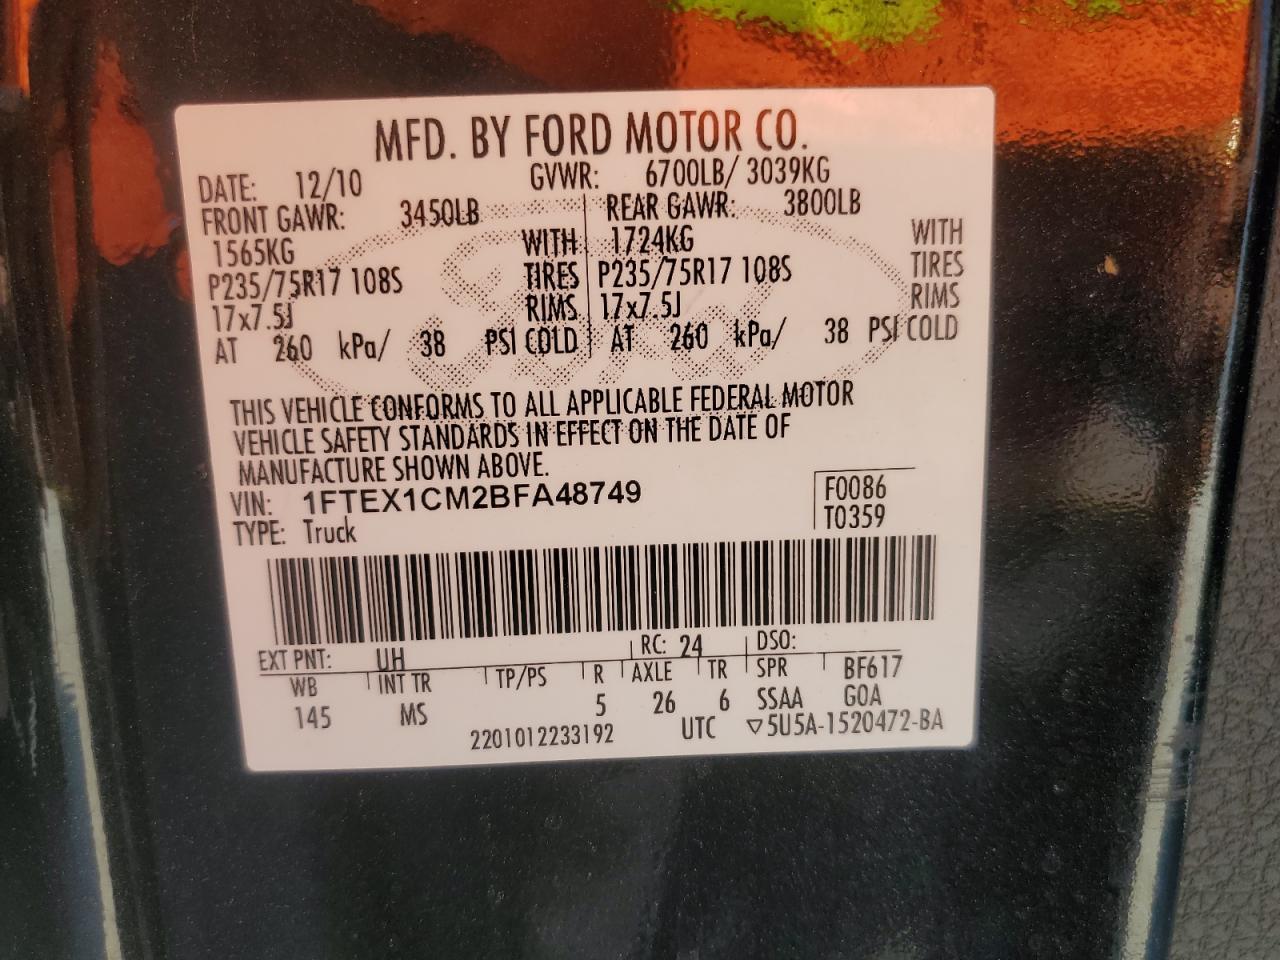 MFD. BY FORD MOTOR CO.
DATE: 12/10 GVWR: 6700LB/ 3039KG
FRONT GAWR: 3450LB REAR GAWR: 3800LB
1565KG WITH 1724KG WITH
P235/75R17 108S TIRES P235/75R17 108S TIRES
17x7.5J RIMS 17x7.5J RIMS
AT 260 kPa/ 38 PSI COLD AT 260 kPa/ 38 PSI COLD
THIS VEHICLE CONFORMS TO ALL APPLICABLE FEDERAL MOTOR
VEHICLE SAFETY STANDARDS IN EFFECT ON THE DATE OF
MANUFACTURE SHOWN ABOVE.
VIN: 1FTEX1CM2BFA48749 F0086
TYPE: Truck T0359
EXT PNT: UH RC: 24 DSO:
WB INT TR TP/PS R AXLE TR SPR BF617
145 MS 5 26 6 SSAA GOA
2201012233192 UTC ▽5U5A-1520472-BA
Ford